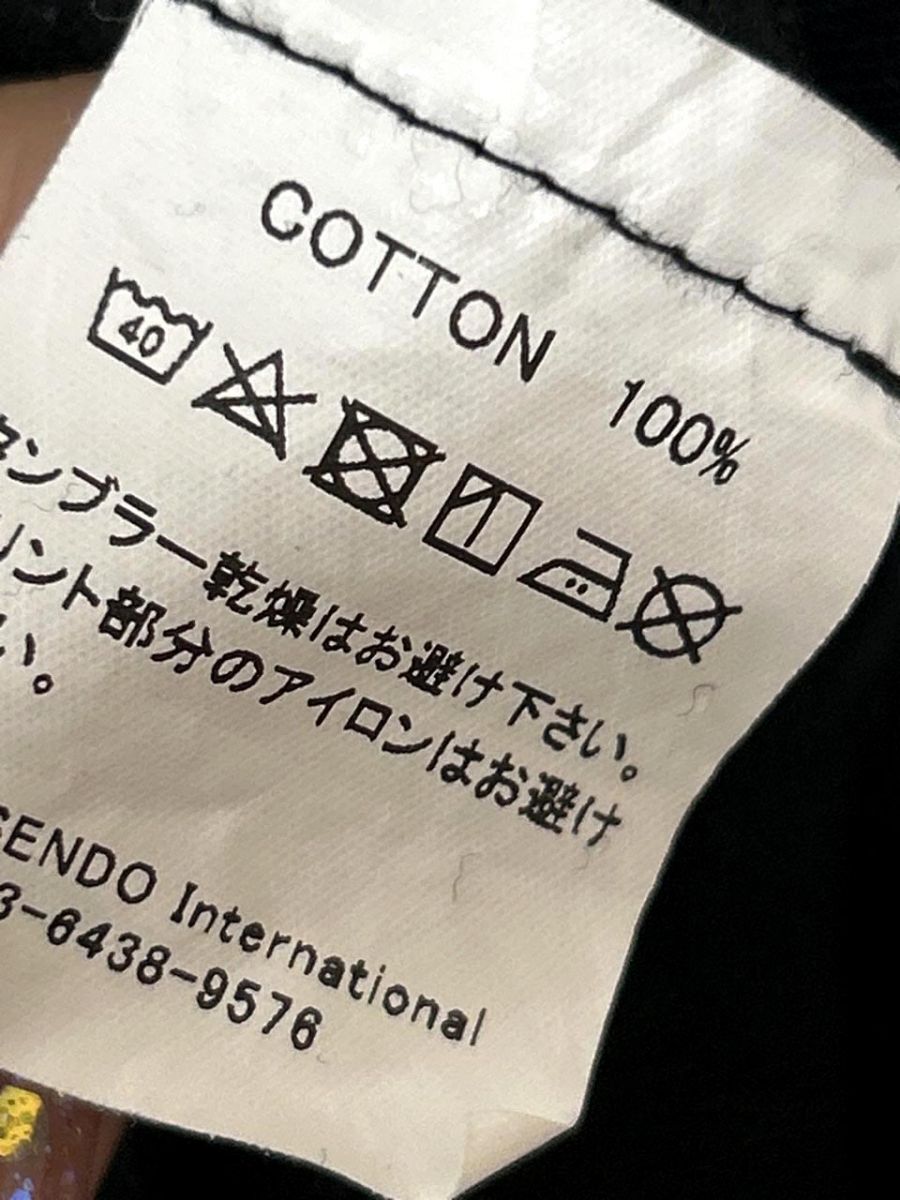 COTTON 100%
40
タンブラー乾燥はお避け下さい。
リント部分のアイロンはお避け
い。
SENDO International
3-6438-9576